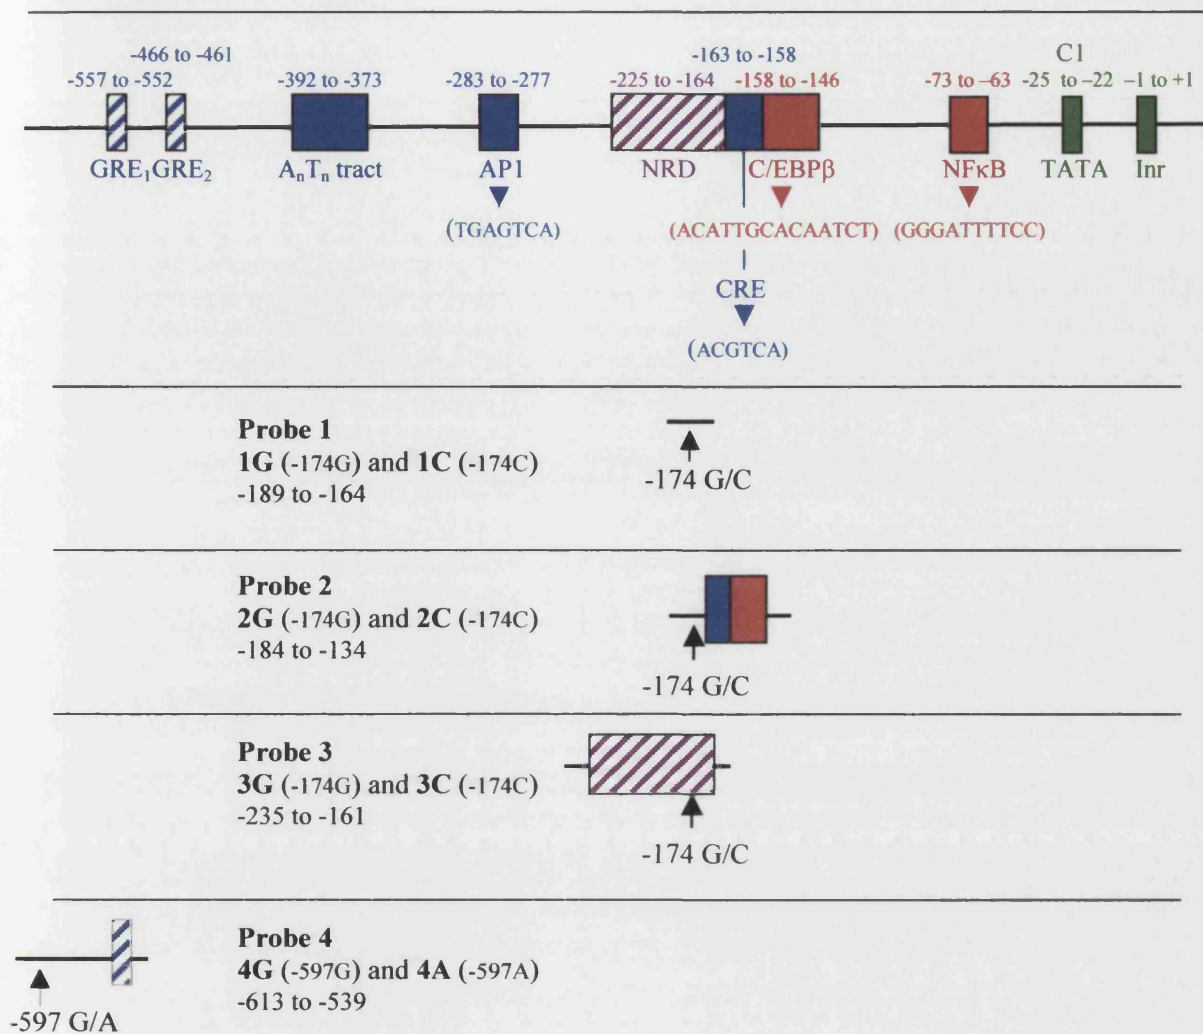 -466 to -461 -163 to -158 C1
-557 to -552 -392 to -373 -283 to -277 -225 to -164 -158 to -146 -73 to –63 -25 to –22 –1 to +1
GRE₁ GRE₂ AₙTₙ tract AP1 NRD C/EBPβ NFκB TATA Inr
(TGAGTCA) (ACATTGCACAATCT) (GGGATTTTCC)
CRE
(ACGTCA)
Probe 1
1G (-174G) and 1C (-174C)
-189 to -164
-174 G/C
Probe 2
2G (-174G) and 2C (-174C)
-184 to -134
-174 G/C
Probe 3
3G (-174G) and 3C (-174C)
-235 to -161
-174 G/C
Probe 4
4G (-597G) and 4A (-597A)
-613 to -539
-597 G/A